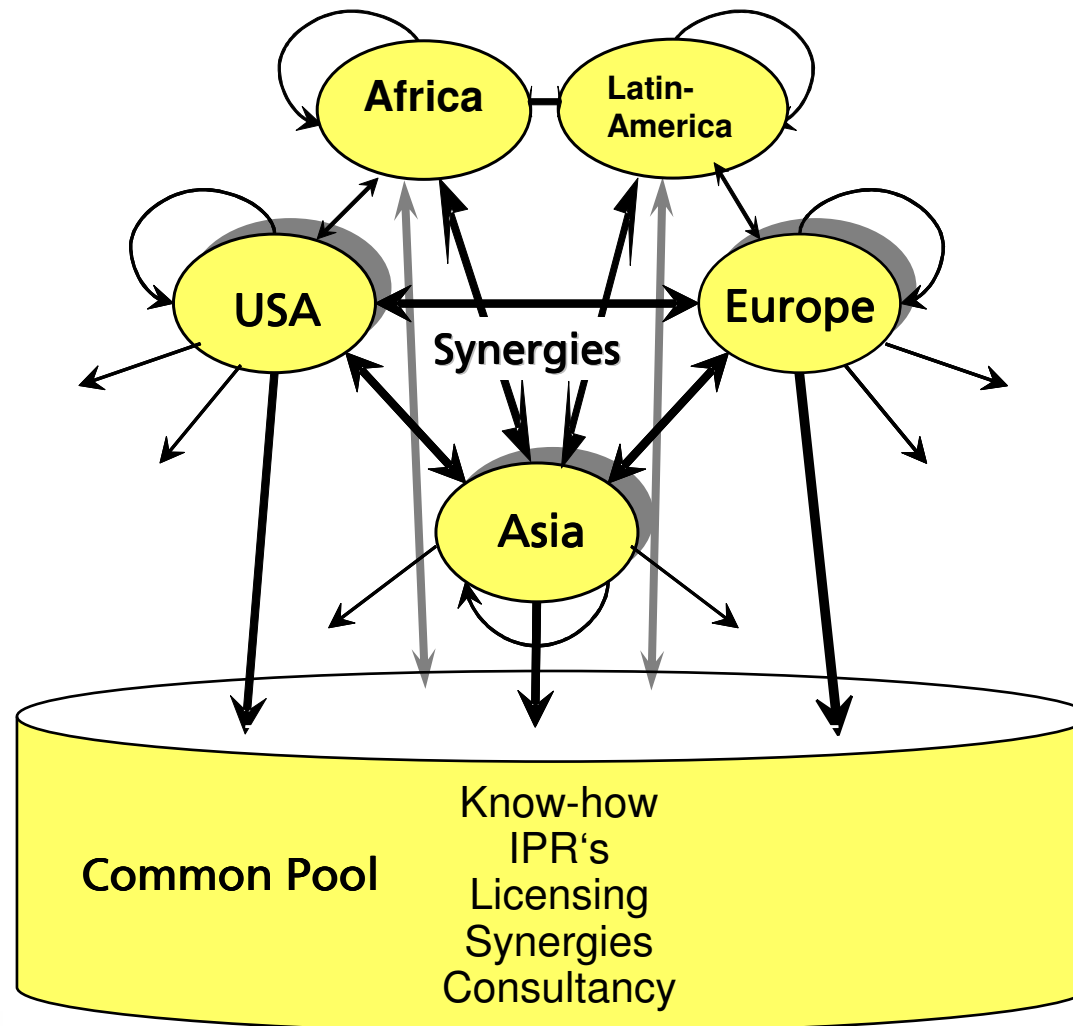 Africa
Latin-
America
USA
Europe
Synergies
Asia
Common Pool
Know-how
IPR‘s
Licensing
Synergies
Consultancy